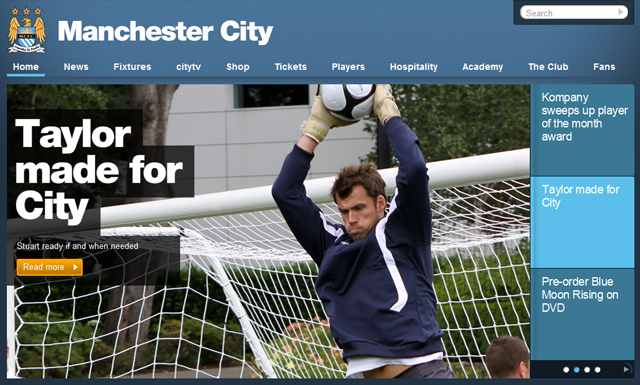 Manchester City
Search
Home News Fixtures citytv Shop Tickets Players Hospitality Academy The Club Fans
Taylor
made for
City
Stuart ready if and when needed
Read more
Kompany
sweeps up player
of the month
award
Taylor made for
City
Pre-order Blue
Moon Rising on
DVD